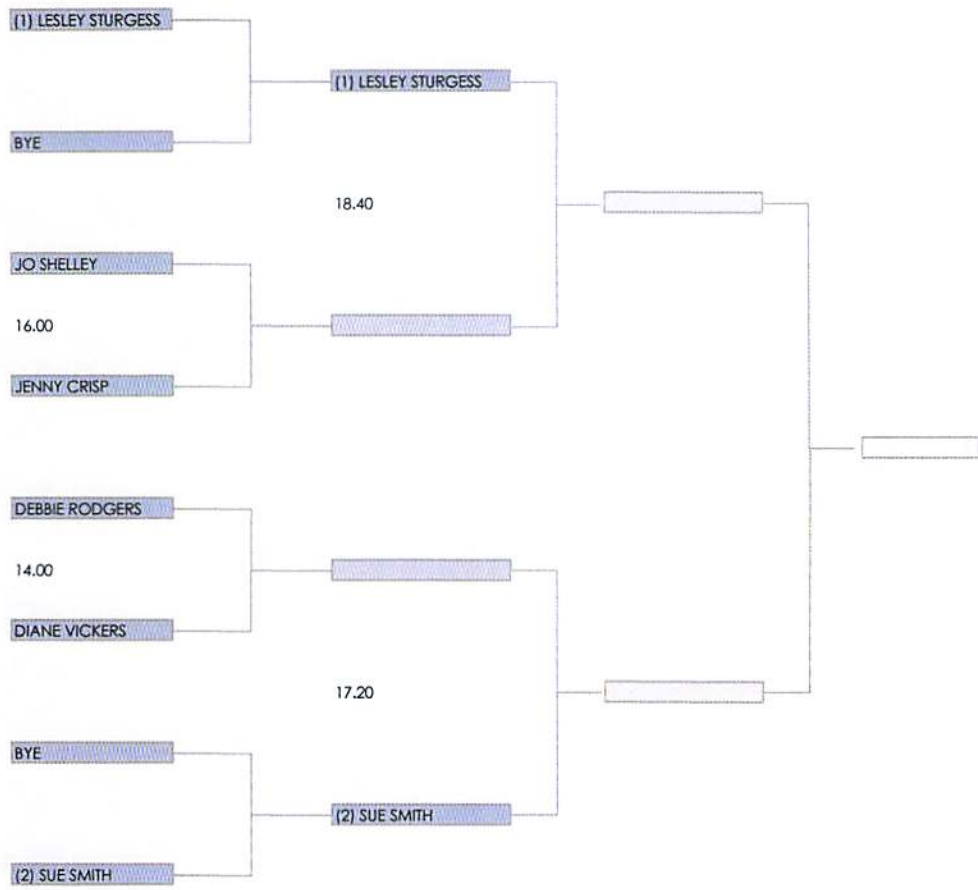 (1) LESLEY STURGESS
(1) LESLEY STURGESS
BYE
18.40
JO SHELLEY
16.00
JENNY CRISP
DEBBIE RODGERS
14.00
DIANE VICKERS
17.20
BYE
(2) SUE SMITH
(2) SUE SMITH